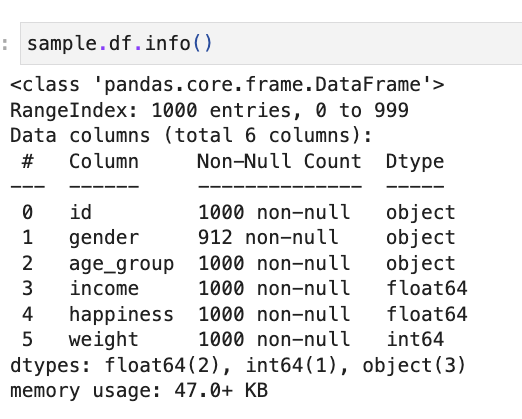 : sample.df.info()
<class 'pandas.core.frame.DataFrame'>
RangeIndex: 1000 entries, 0 to 999
Data columns (total 6 columns):
 #   Column     Non-Null Count  Dtype
---  ------     --------------  -----
 0   id         1000 non-null   object
 1   gender     912 non-null    object
 2   age_group  1000 non-null   object
 3   income     1000 non-null   float64
 4   happiness  1000 non-null   float64
 5   weight     1000 non-null   int64
dtypes: float64(2), int64(1), object(3)
memory usage: 47.0+ KB